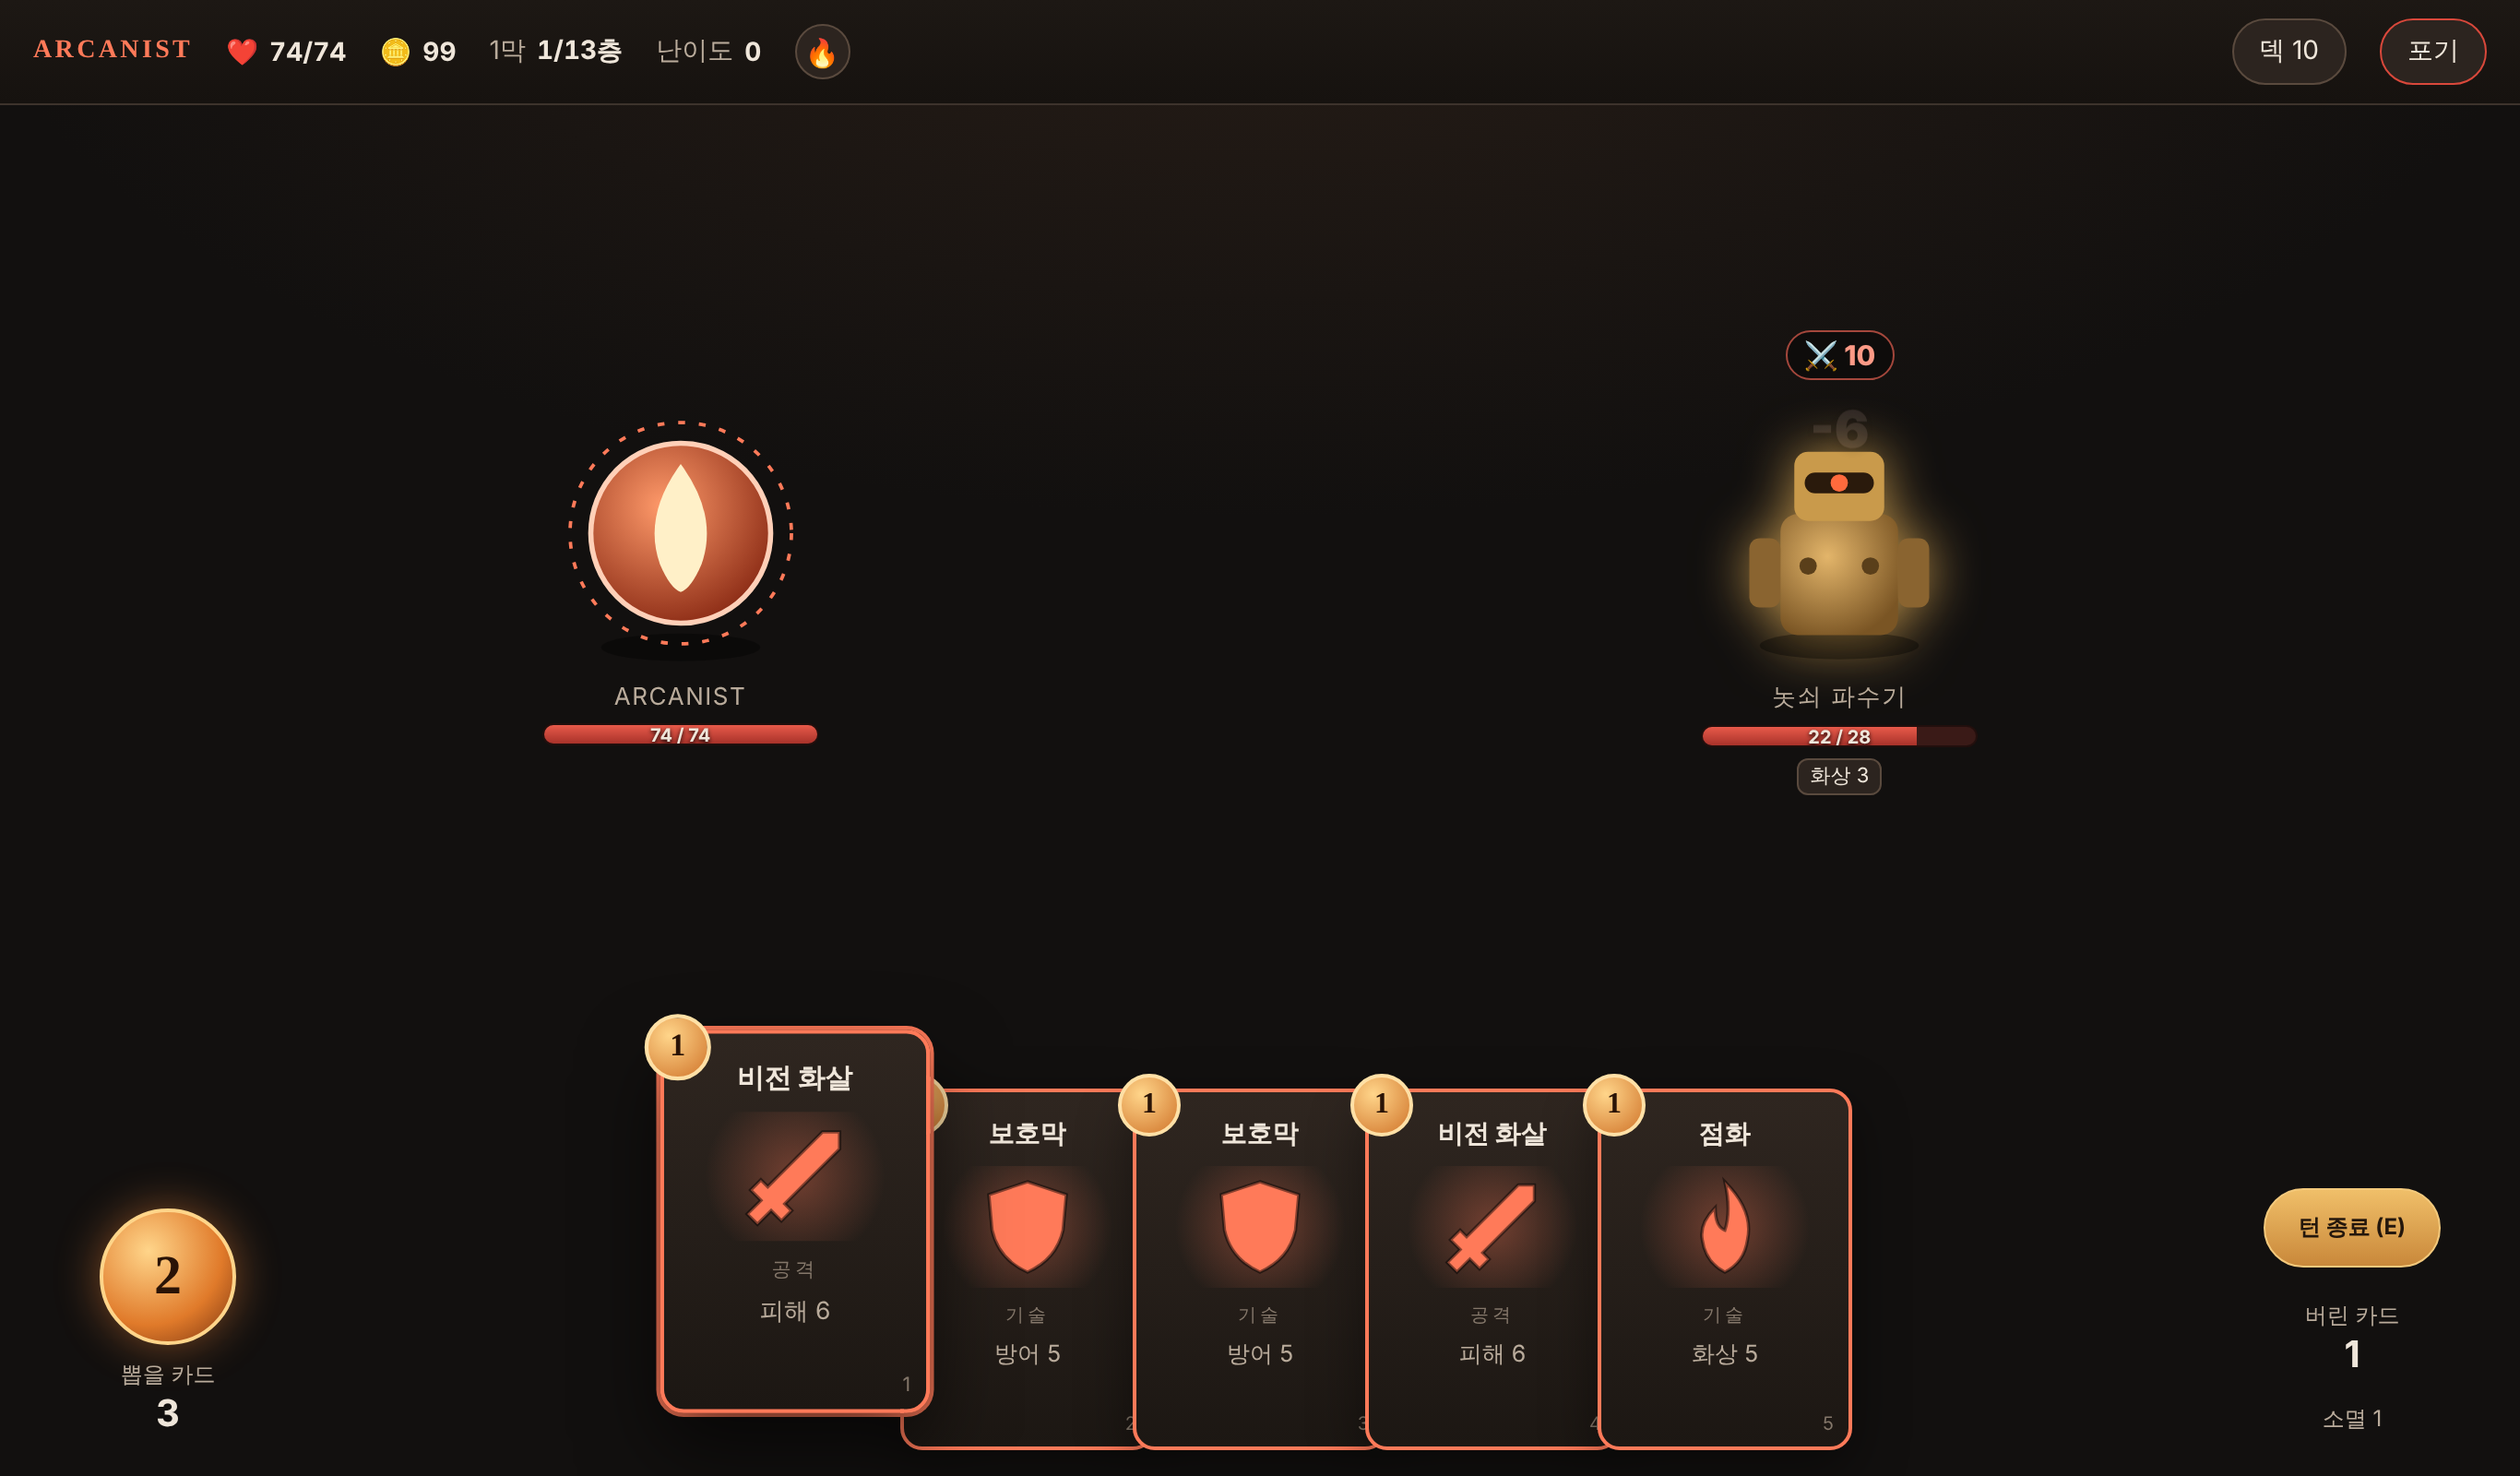 ARCANIST 74/74 99 1막 1/13층 난이도 0 덱 10 포기
10
-6
ARCANIST
74 / 74
놋쇠 파수기
22 / 28
화상 3
1
비전 화살
공격
피해 6
1
보호막
기술
방어 5
2
1
보호막
기술
방어 5
3
1
비전 화살
공격
피해 6
4
1
점화
기술
화상 5
5
2
뽑을 카드
3
턴 종료 (E)
버린 카드
1
소멸 1